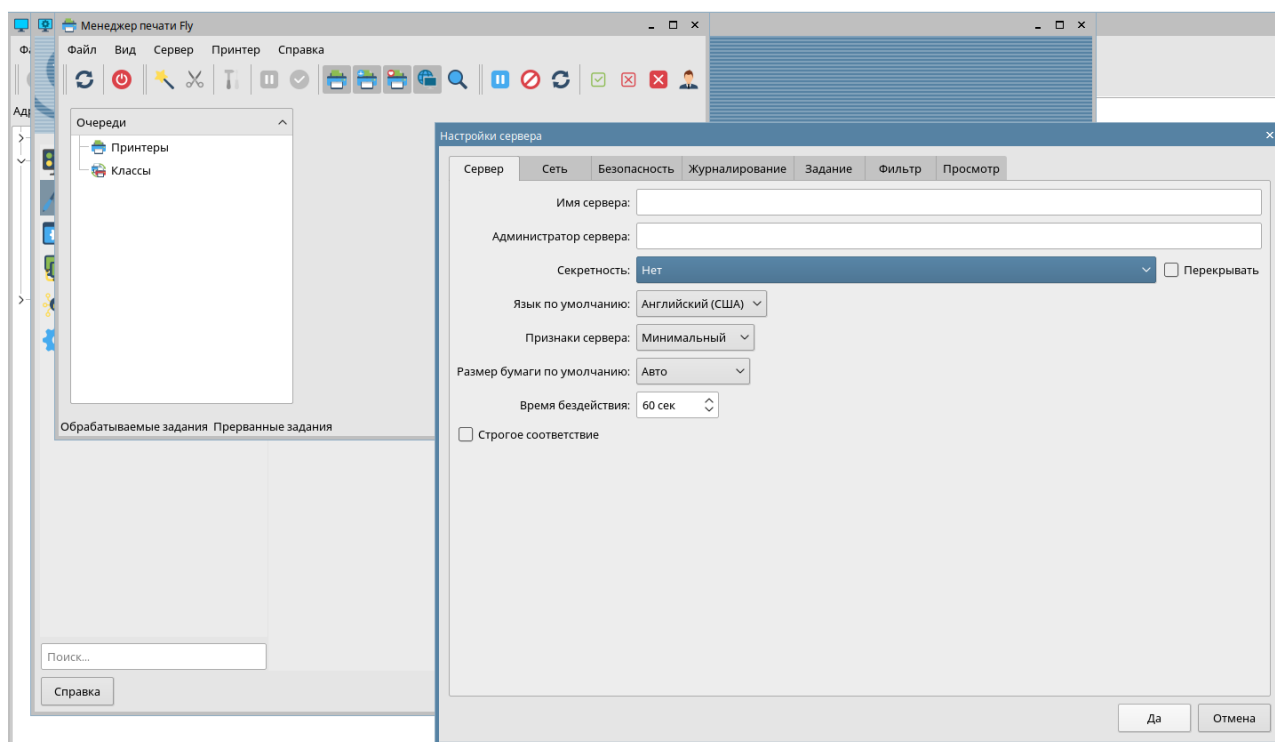 Менеджер печати Fly
Файл Вид Сервер Принтер Справка
Очереди
Принтеры
Классы
Обрабатываемые задания Прерванные задания
Поиск...
Справка
Настройки сервера
Сервер Сеть Безопасность Журналирование Задание Фильтр Просмотр
Имя сервера:
Администратор сервера:
Секретность: Нет Перекрывать
Язык по умолчанию: Английский (США)
Признаки сервера: Минимальный
Размер бумаги по умолчанию: Авто
Время бездействия: 60 сек
Строгое соответствие
Да Отмена